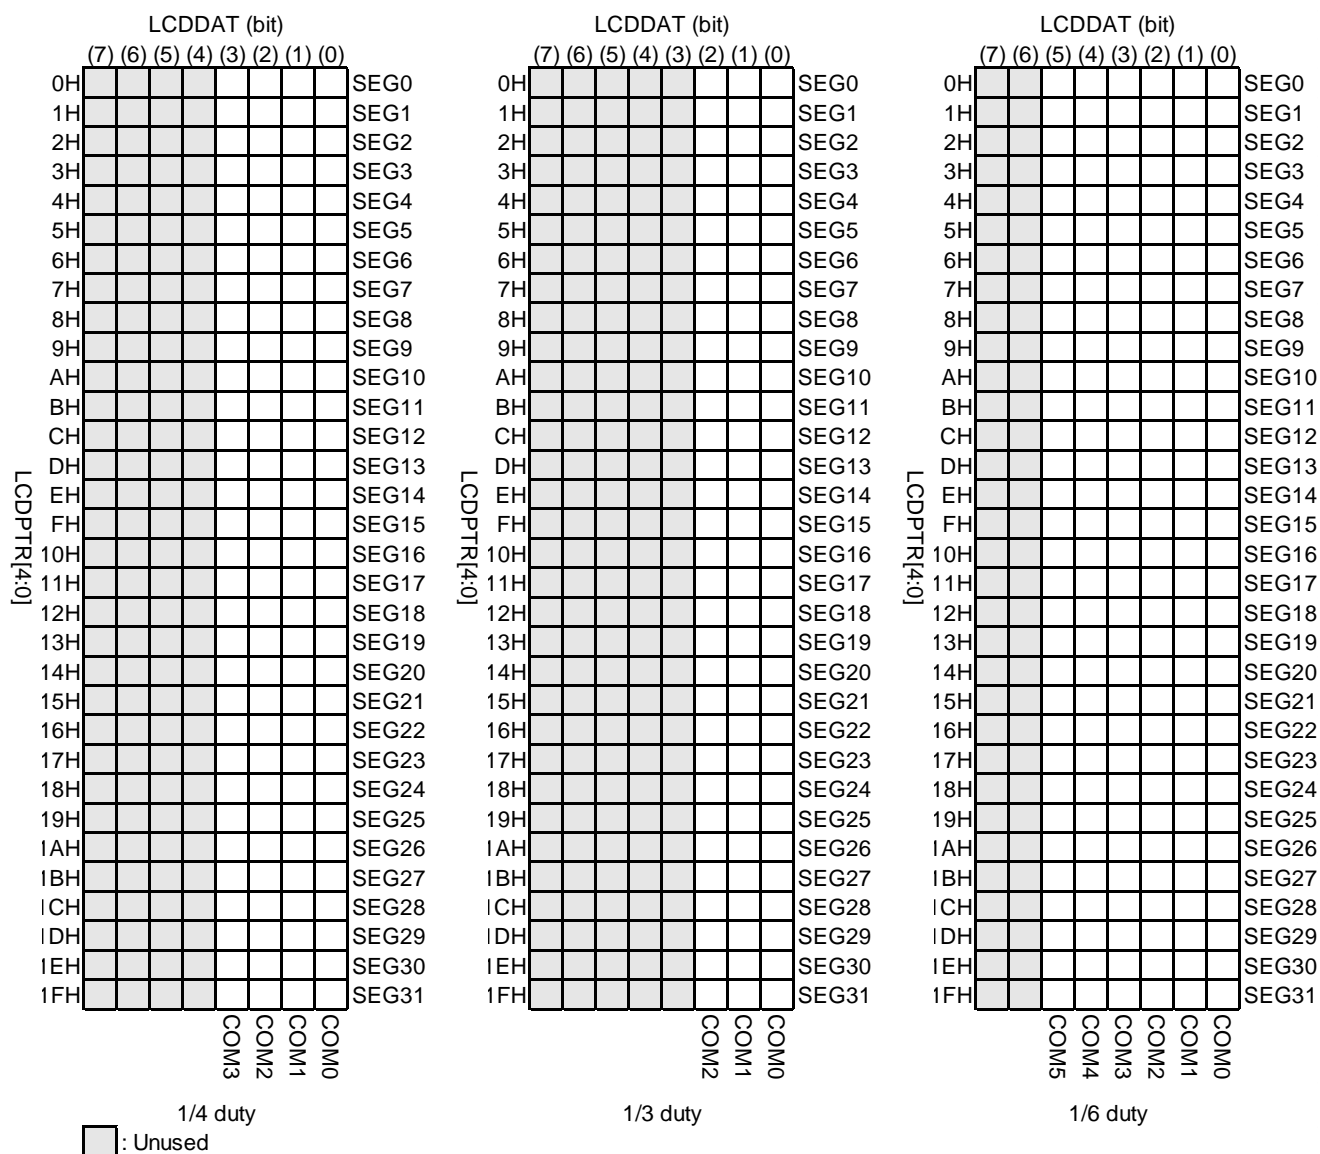 LCDDAT (bit) LCDDAT (bit) LCDDAT (bit)
(7) (6) (5) (4) (3) (2) (1) (0) (7) (6) (5) (4) (3) (2) (1) (0) (7) (6) (5) (4) (3) (2) (1) (0)
0H SEG0 0H SEG0 0H SEG0
1H SEG1 1H SEG1 1H SEG1
2H SEG2 2H SEG2 2H SEG2
3H SEG3 3H SEG3 3H SEG3
4H SEG4 4H SEG4 4H SEG4
5H SEG5 5H SEG5 5H SEG5
6H SEG6 6H SEG6 6H SEG6
7H SEG7 7H SEG7 7H SEG7
8H SEG8 8H SEG8 8H SEG8
9H SEG9 9H SEG9 9H SEG9
AH SEG10 AH SEG10 AH SEG10
BH SEG11 BH SEG11 BH SEG11
CH SEG12 CH SEG12 CH SEG12
DH SEG13 DH SEG13 DH SEG13
EH SEG14 EH SEG14 EH SEG14
FH SEG15 FH SEG15 FH SEG15
10H SEG16 10H SEG16 10H SEG16
11H SEG17 11H SEG17 11H SEG17
12H SEG18 12H SEG18 12H SEG18
13H SEG19 13H SEG19 13H SEG19
14H SEG20 14H SEG20 14H SEG20
15H SEG21 15H SEG21 15H SEG21
16H SEG22 16H SEG22 16H SEG22
17H SEG23 17H SEG23 17H SEG23
18H SEG24 18H SEG24 18H SEG24
19H SEG25 19H SEG25 19H SEG25
1AH SEG26 1AH SEG26 1AH SEG26
1BH SEG27 1BH SEG27 1BH SEG27
1CH SEG28 1CH SEG28 1CH SEG28
1DH SEG29 1DH SEG29 1DH SEG29
1EH SEG30 1EH SEG30 1EH SEG30
1FH SEG31 1FH SEG31 1FH SEG31
LCDPTR[4:0] LCDPTR[4:0] LCDPTR[4:0]
COM3 COM2 COM1 COM0 COM2 COM1 COM0 COM5 COM4 COM3 COM2 COM1 COM0
1/4 duty 1/3 duty 1/6 duty
: Unused